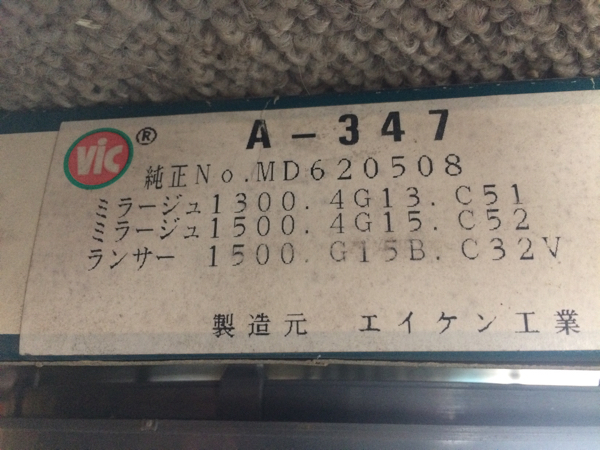 VIC ® A-347
純正No.MD620508
ミラージュ1300.4G13.C51
ミラージュ1500.4G15.C52
ランサー 1500.G15B.C32V
製造元 エイケン工業